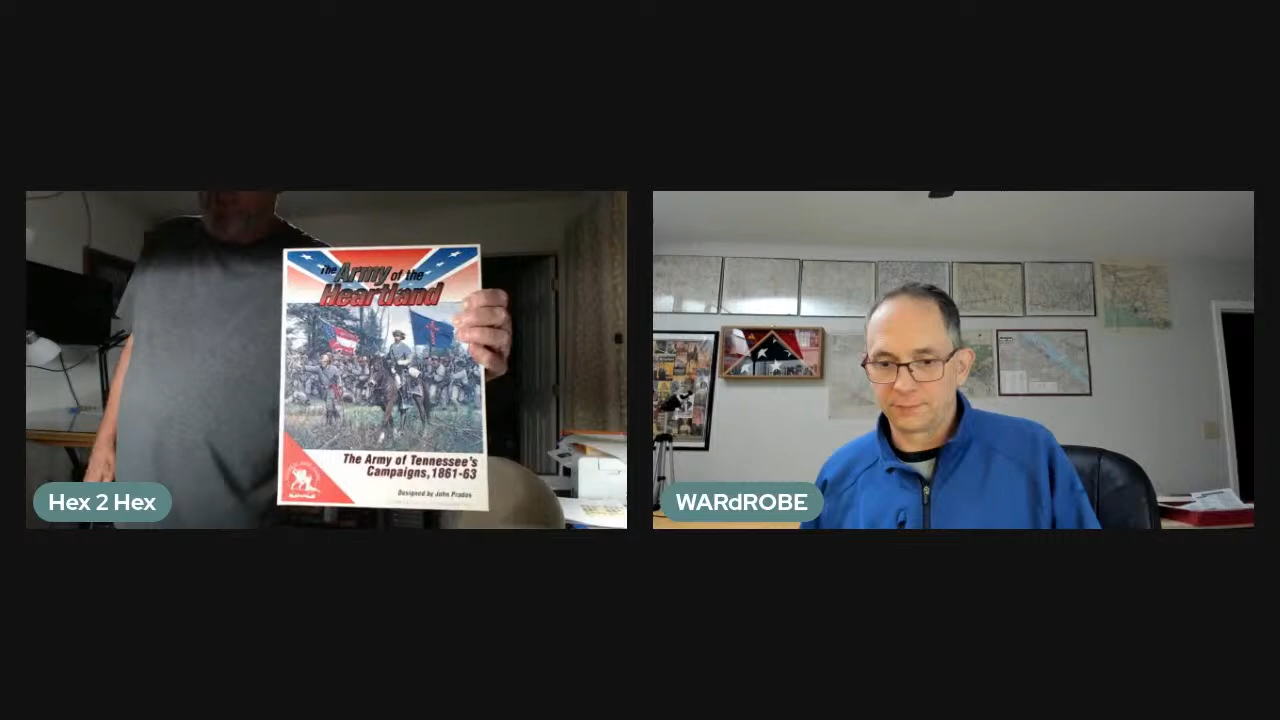 The Army of the
Heartland
The Army of Tennessee's
Campaigns, 1861-63
Designed by John Prados
Hex 2 Hex
WARdROBE